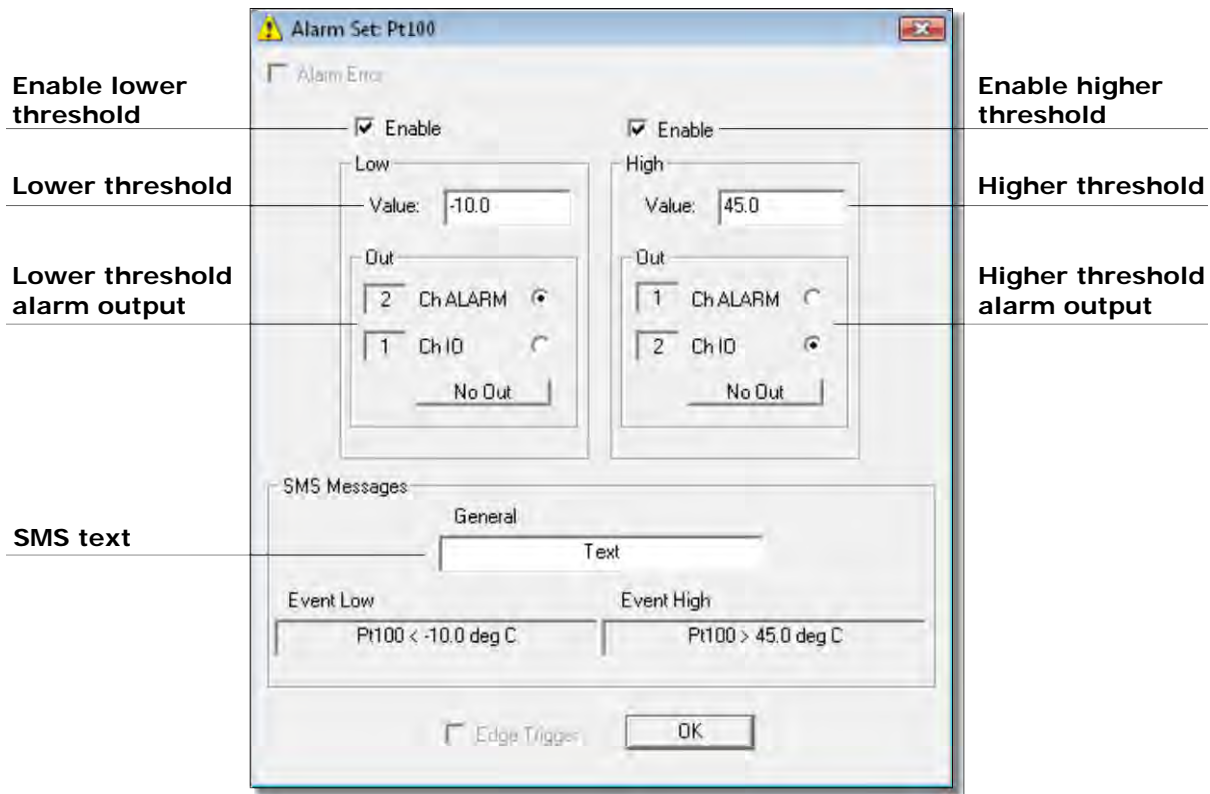 Alarm Set: Pt100
Alarm Error
Enable lower
threshold
Enable
Enable
Enable higher
threshold
Low
High
Lower threshold
Value:
-10.0
Value:
45.0
Higher threshold
Out
Out
Lower threshold
alarm output
2 Ch ALARM
1 Ch ALARM
Higher threshold
alarm output
1 Ch IO
2 Ch IO
No Out
No Out
SMS Messages
General
SMS text
Text
Event Low
Event High
Pt100 < -10.0 deg C
Pt100 > 45.0 deg C
Edge Trigger
OK